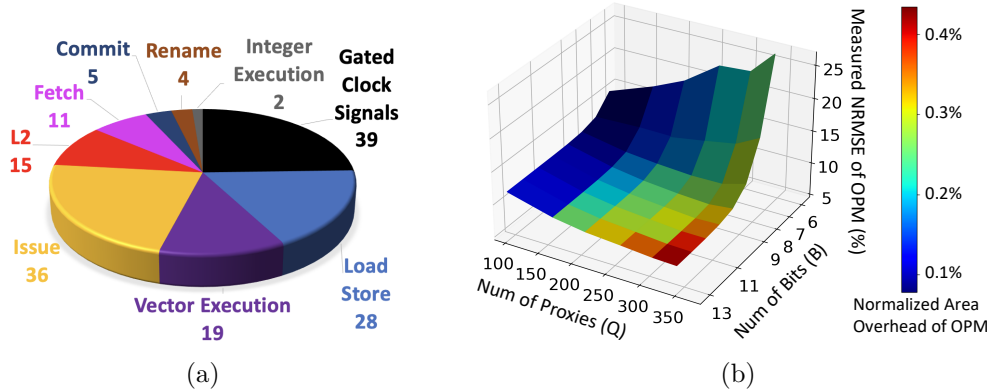 Commit
5
Rename
4
Integer
Execution
2
Gated
Clock
Signals
39
Fetch
11
L2
15
Issue
36
Vector Execution
19
Load
Store
28
(a)
100
150
200
250
300
350
Num of Proxies (Q)
13
11
9
8
7
6
Num of Bits (B)
5
10
15
20
25
Measured NRMSE of OPM (%)
0.4%
0.3%
0.2%
0.1%
Normalized Area
Overhead of OPM
(b)